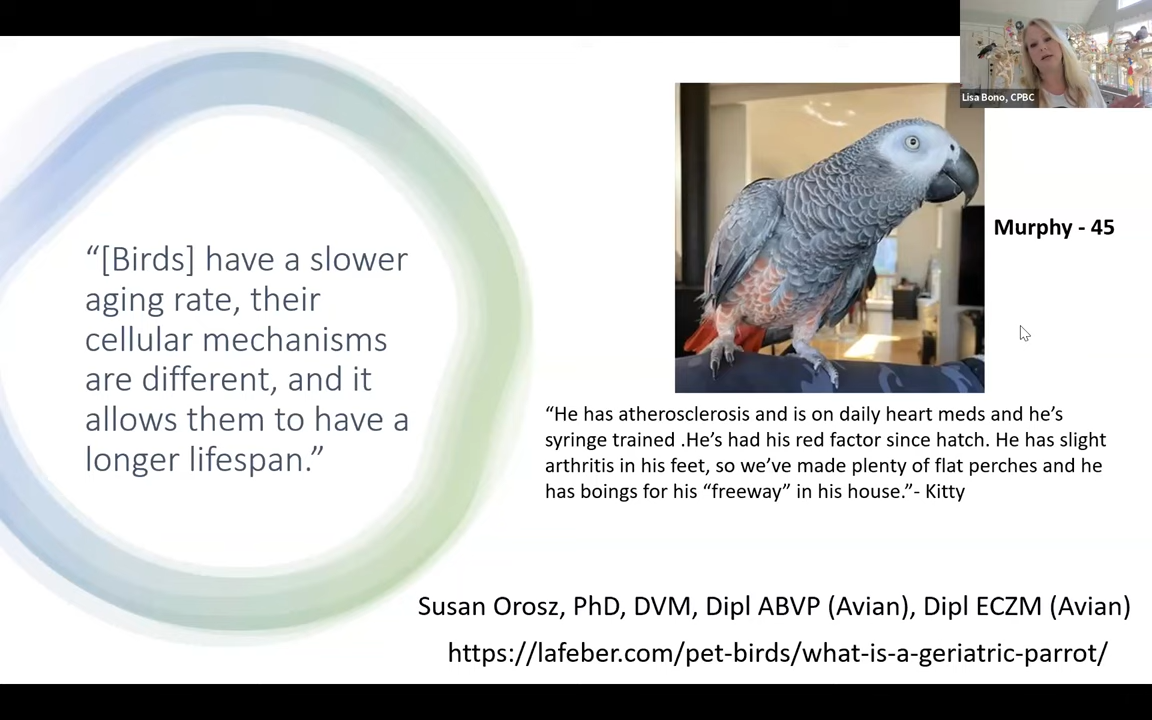 Lisa Bono, CPBC
“[Birds] have a slower
aging rate, their
cellular mechanisms
are different, and it
allows them to have a
longer lifespan.”
Murphy - 45
“He has atherosclerosis and is on daily heart meds and he’s
syringe trained .He’s had his red factor since hatch. He has slight
arthritis in his feet, so we’ve made plenty of flat perches and he
has boings for his “freeway” in his house.”- Kitty
Susan Orosz, PhD, DVM, Dipl ABVP (Avian), Dipl ECZM (Avian)
https://lafeber.com/pet-birds/what-is-a-geriatric-parrot/